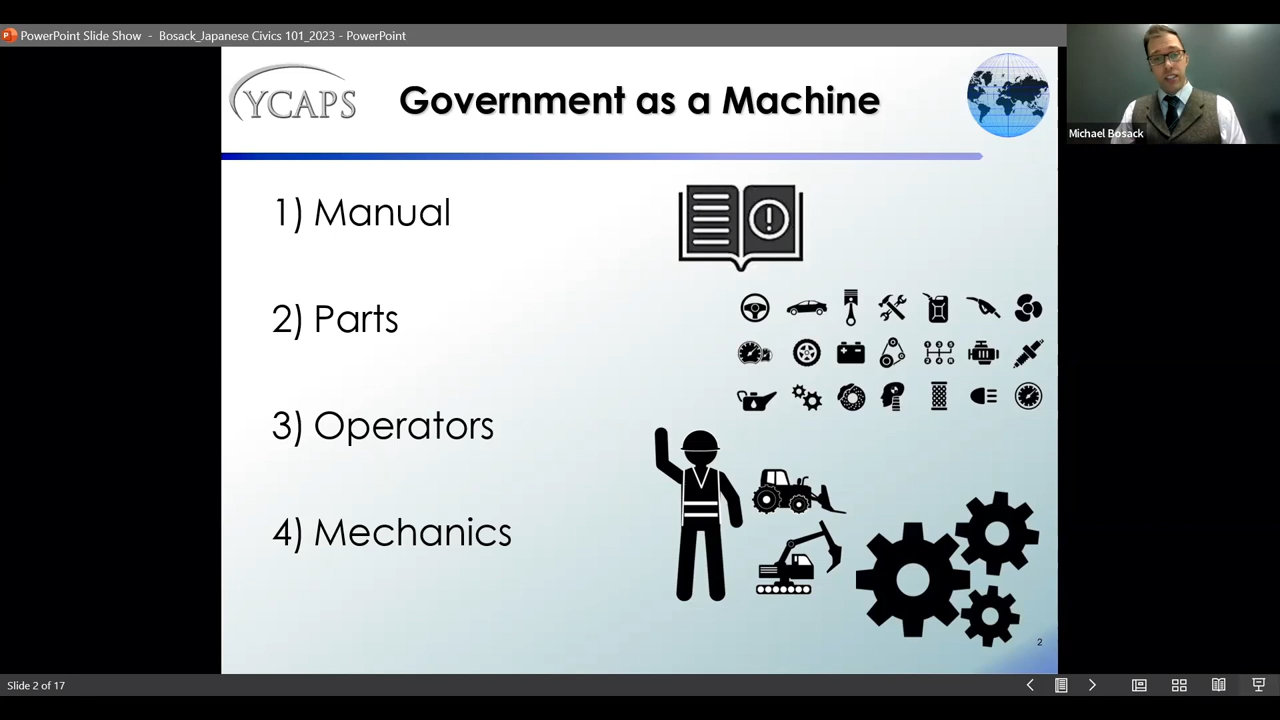 PowerPoint Slide Show - Bosack_Japanese Civics 101_2023 - PowerPoint
YCAPS
Government as a Machine
Michael Bosack
1) Manual
2) Parts
3) Operators
4) Mechanics
2
Slide 2 of 17